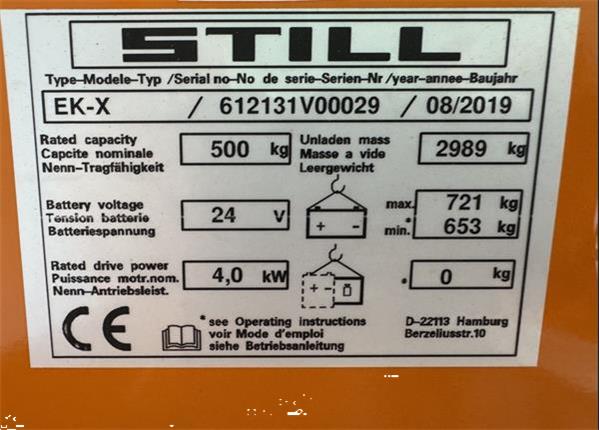 STILL
Type-Modele-Typ /Serial no-No de serie-Serien-Nr /year-annee-Baujahr
EK-X / 612131V00029 / 08/2019
Rated capacity
Capcite nominale
Nenn-Tragfähigkeit
500 kg
Unladen mass
Masse a vide
Leergewicht
2989 kg
Battery voltage
Tension batterie
Batteriespannung
24 V
+ -
max. 721 kg
*min. 653 kg
Rated drive power
Puissance motr.nom.
Nenn-Antriebsleist.
4,0 kW
+ -
*0 kg
CE
*see Operating instructions
voir Mode d'emploi
siehe Betriebsanleitung
D-22113 Hamburg
Berzeliusstr.10